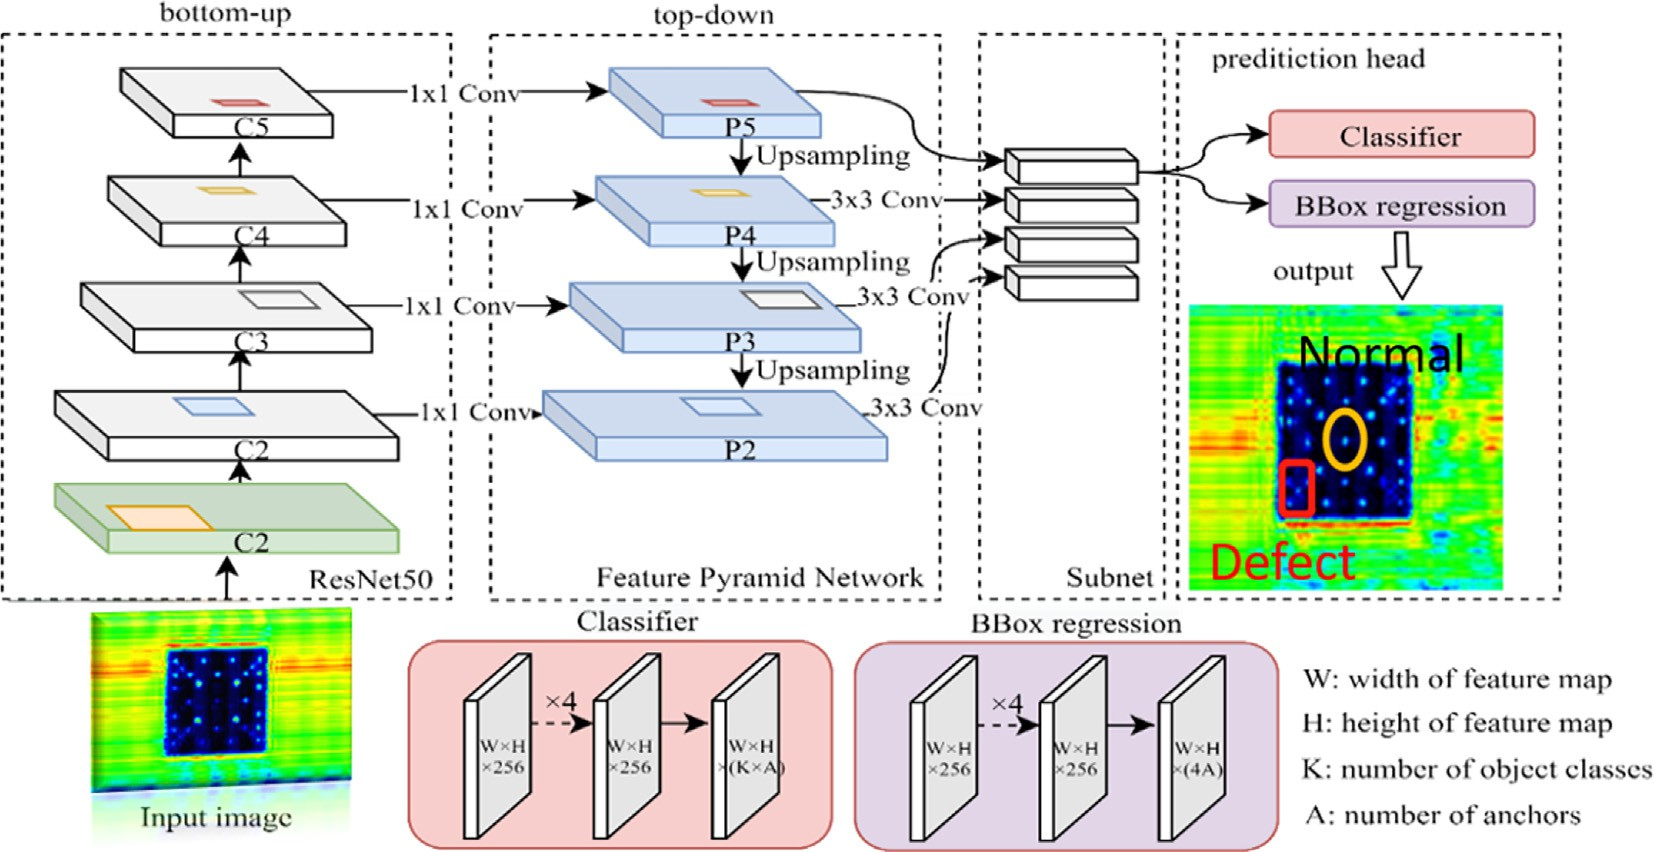 bottom-up
top-down
preditiction head
C5
1x1 Conv
P5
Upsampling
Classifier
C4
1x1 Conv
P4
3x3 Conv
BBox regression
Upsampling
output
C3
1x1 Conv
P3
3x3 Conv
Upsampling
Normal
C2
1x1 Conv
P2
3x3 Conv
C2
Defect
ResNet50
Feature Pyramid Network
Subnet
Input image
Classifier
×4
W×H
×256
W×H
×256
W×H
×(K×A)
BBox regression
×4
W×H
×256
W×H
×256
W×H
×(4A)
W: width of feature map
H: height of feature map
K: number of object classes
A: number of anchors